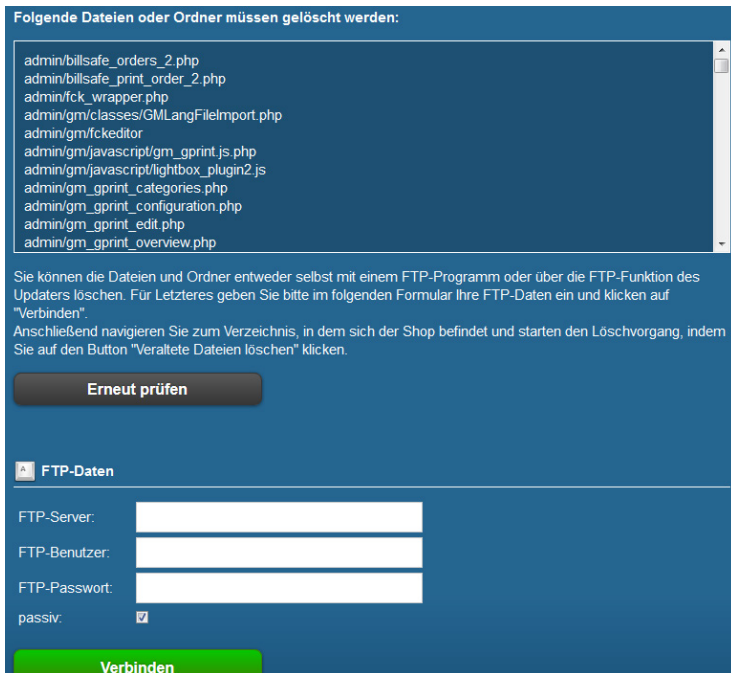 Folgende Dateien oder Ordner müssen gelöscht werden:
admin/billsafe_orders_2.php
admin/billsafe_print_order_2.php
admin/fck_wrapper.php
admin/gm/classes/GMLangFileImport.php
admin/gm/fckeditor
admin/gm/javascript/gm_gprint.js.php
admin/gm/javascript/lightbox_plugin2.js
admin/gm_gprint_categories.php
admin/gm_gprint_configuration.php
admin/gm_gprint_edit.php
admin/gm_gprint_overview.php
Sie können die Dateien und Ordner entweder selbst mit einem FTP-Programm oder über die FTP-Funktion des
Updaters löschen. Für Letzteres geben Sie bitte im folgenden Formular Ihre FTP-Daten ein und klicken auf
"Verbinden".
Anschließend navigieren Sie zum Verzeichnis, in dem sich der Shop befindet und starten den Löschvorgang, indem
Sie auf den Button "Veraltete Dateien löschen" klicken.
Erneut prüfen
A FTP-Daten
FTP-Server:
FTP-Benutzer:
FTP-Passwort:
passiv:
Verbinden